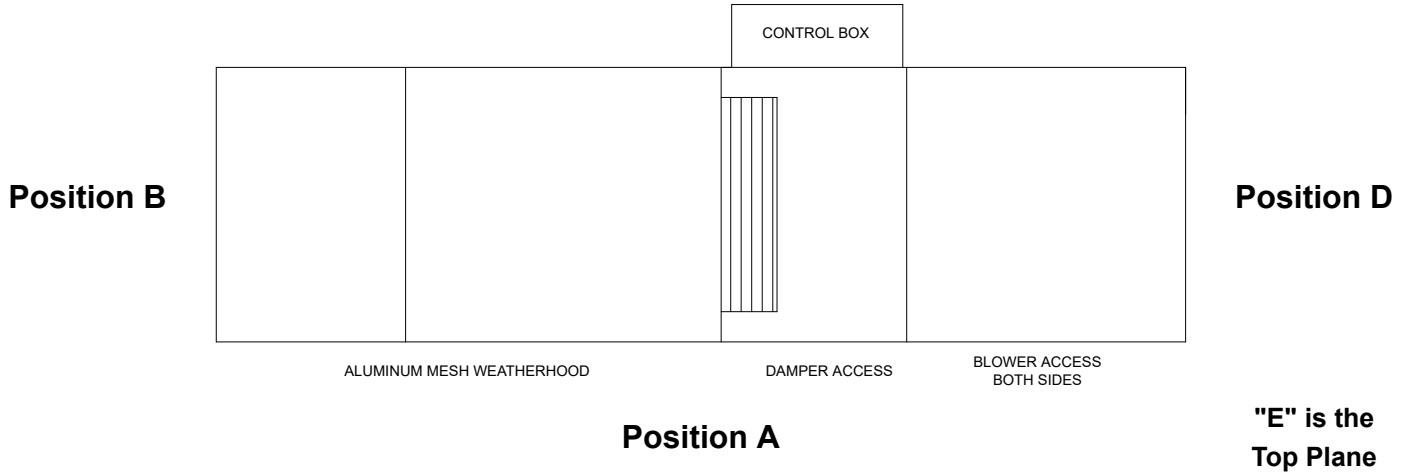 CONTROL BOX
Position B
Position D
ALUMINUM MESH WEATHERHOOD
DAMPER ACCESS
BLOWER ACCESS
BOTH SIDES
Position A
"E" is the
Top Plane